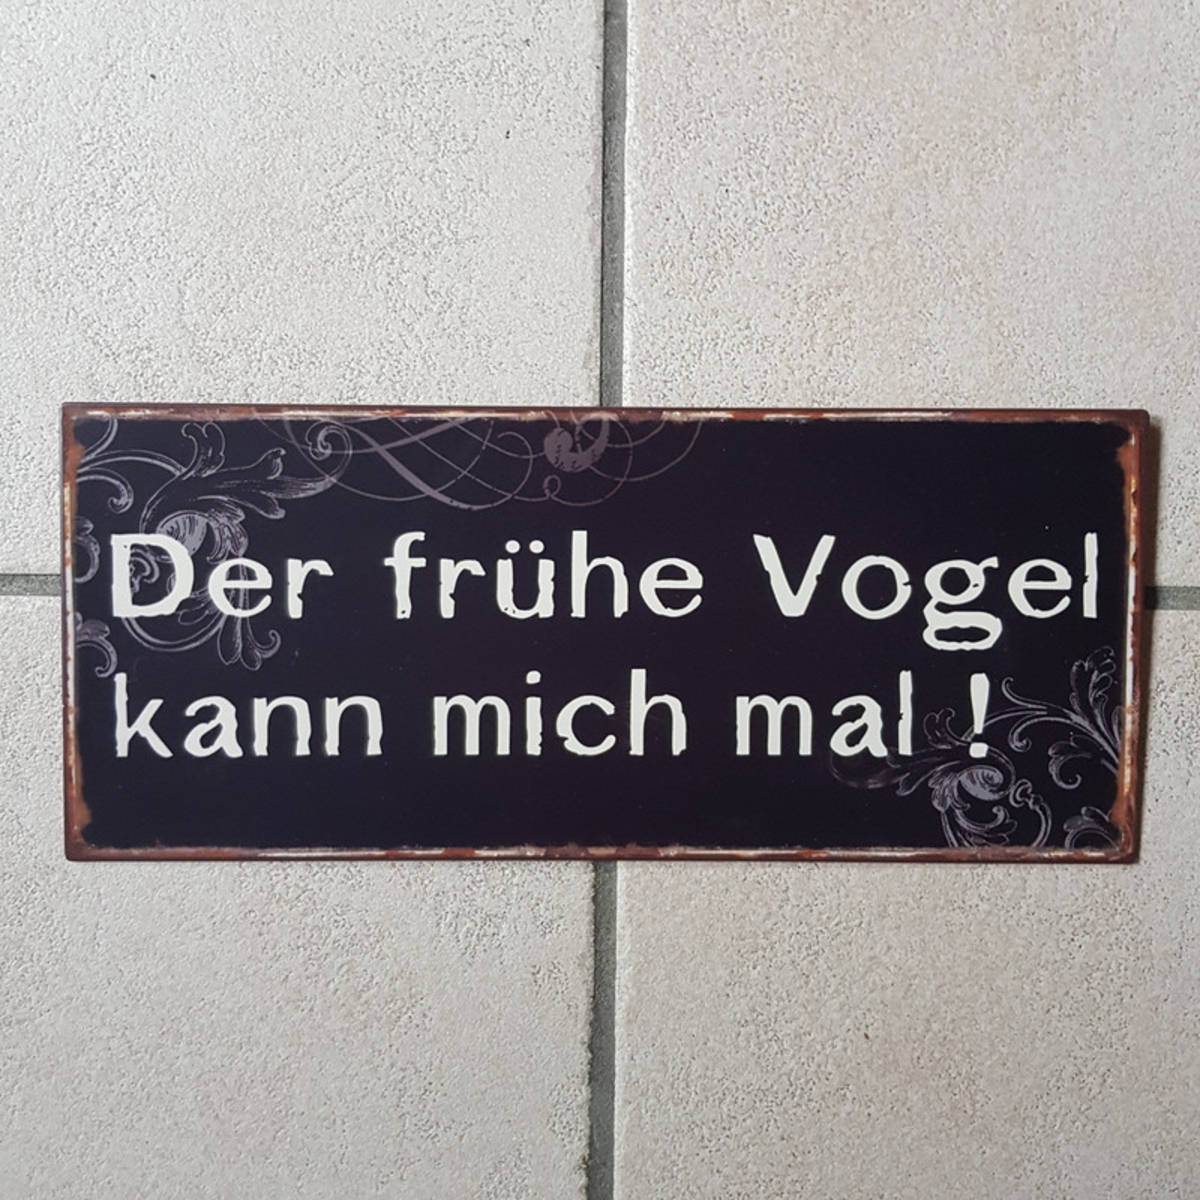 Der frühe Vogel
kann mich mal !